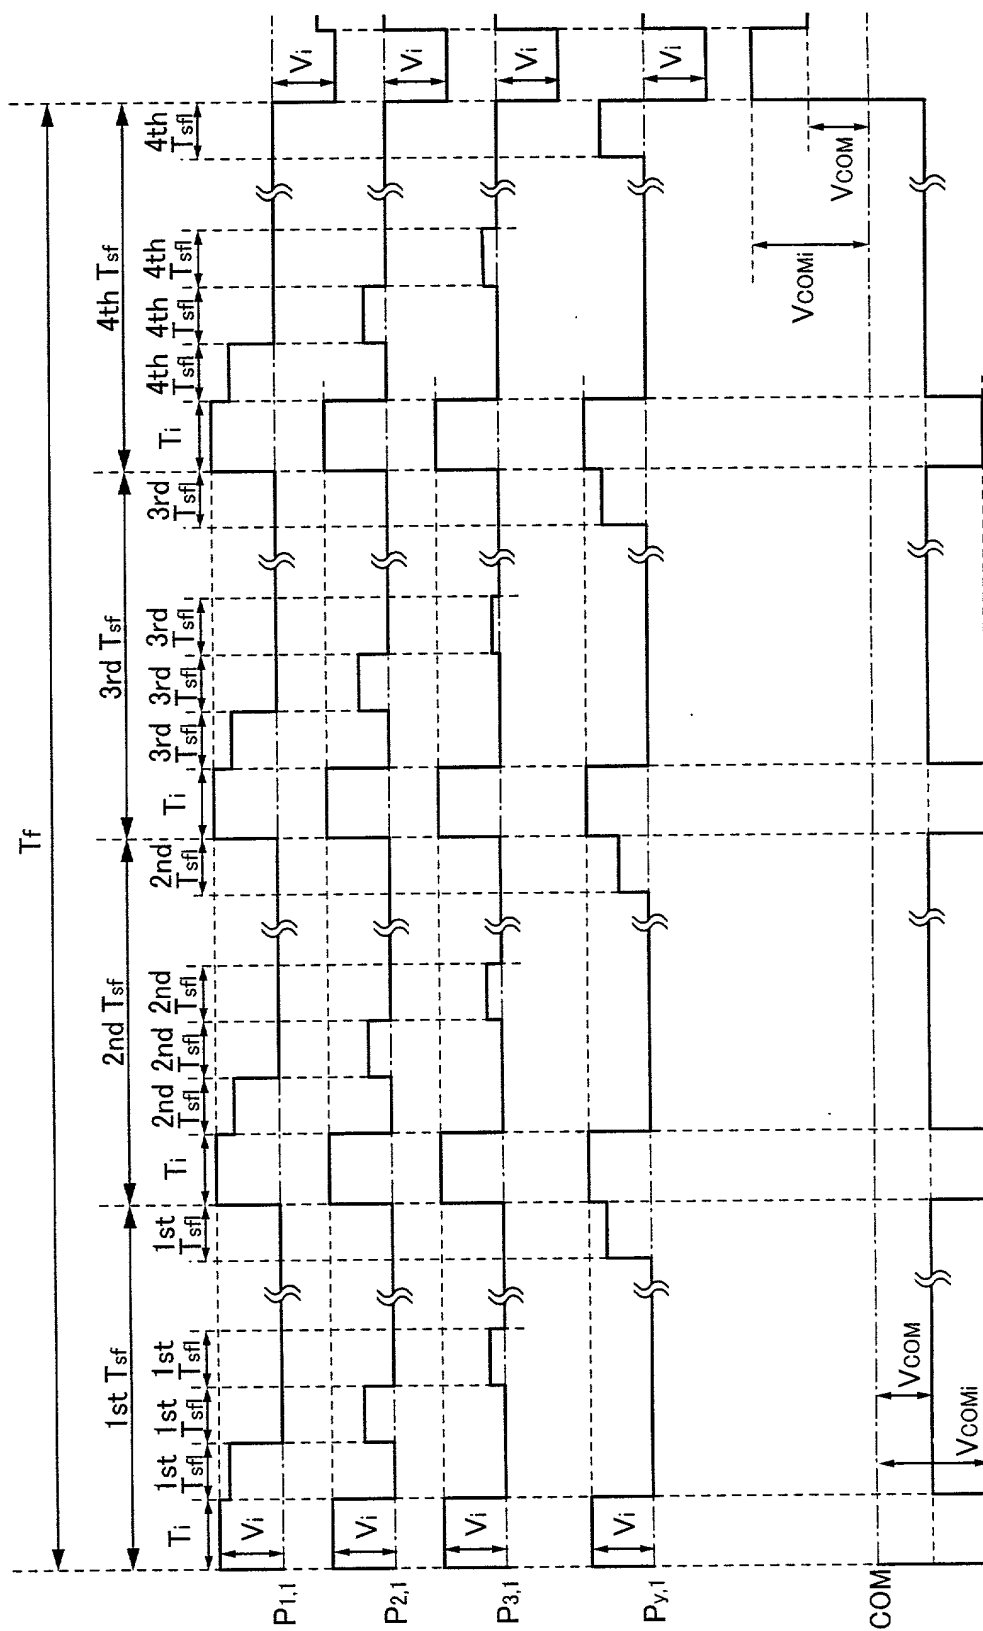 Tf
1st Tsf
2nd Tsf
3rd Tsf
4th Tsf
Ti
1st Tsfl
1st Tsfl
1st Tsfl
1st Tsfl
Ti
2nd Tsfl
2nd Tsfl
2nd Tsfl
2nd Tsfl
Ti
3rd Tsfl
3rd Tsfl
3rd Tsfl
3rd Tsfl
Ti
4th Tsfl
4th Tsfl
4th Tsfl
4th Tsfl
P1,1
Vi
Vi
P2,1
Vi
Vi
P3,1
Vi
Vi
Py,1
Vi
Vi
COM
VCOM
VCOMi
VCOMi
VCOM